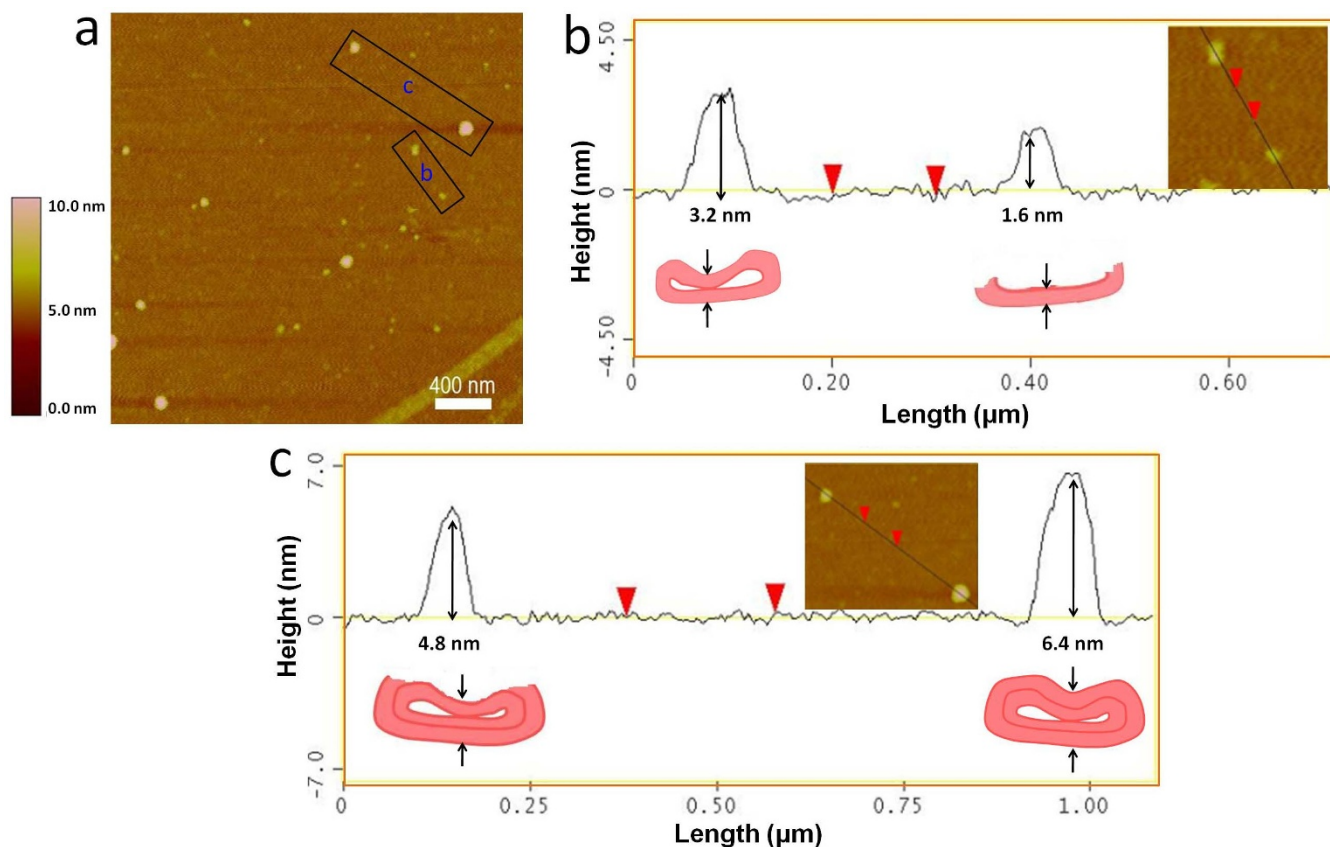 a
c
b
10.0 nm
5.0 nm
0.0 nm
400 nm
b
Height (nm)
4.50
0
-4.50
3.2 nm
1.6 nm
0 0.20 0.40 0.60
Length (µm)
c
Height (nm)
7.0
0
-7.0
4.8 nm
6.4 nm
0 0.25 0.50 0.75 1.00
Length (µm)